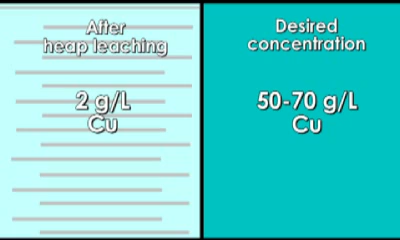 After
heap leaching
2 g/L
Cu
Desired
concentration
50-70 g/L
Cu